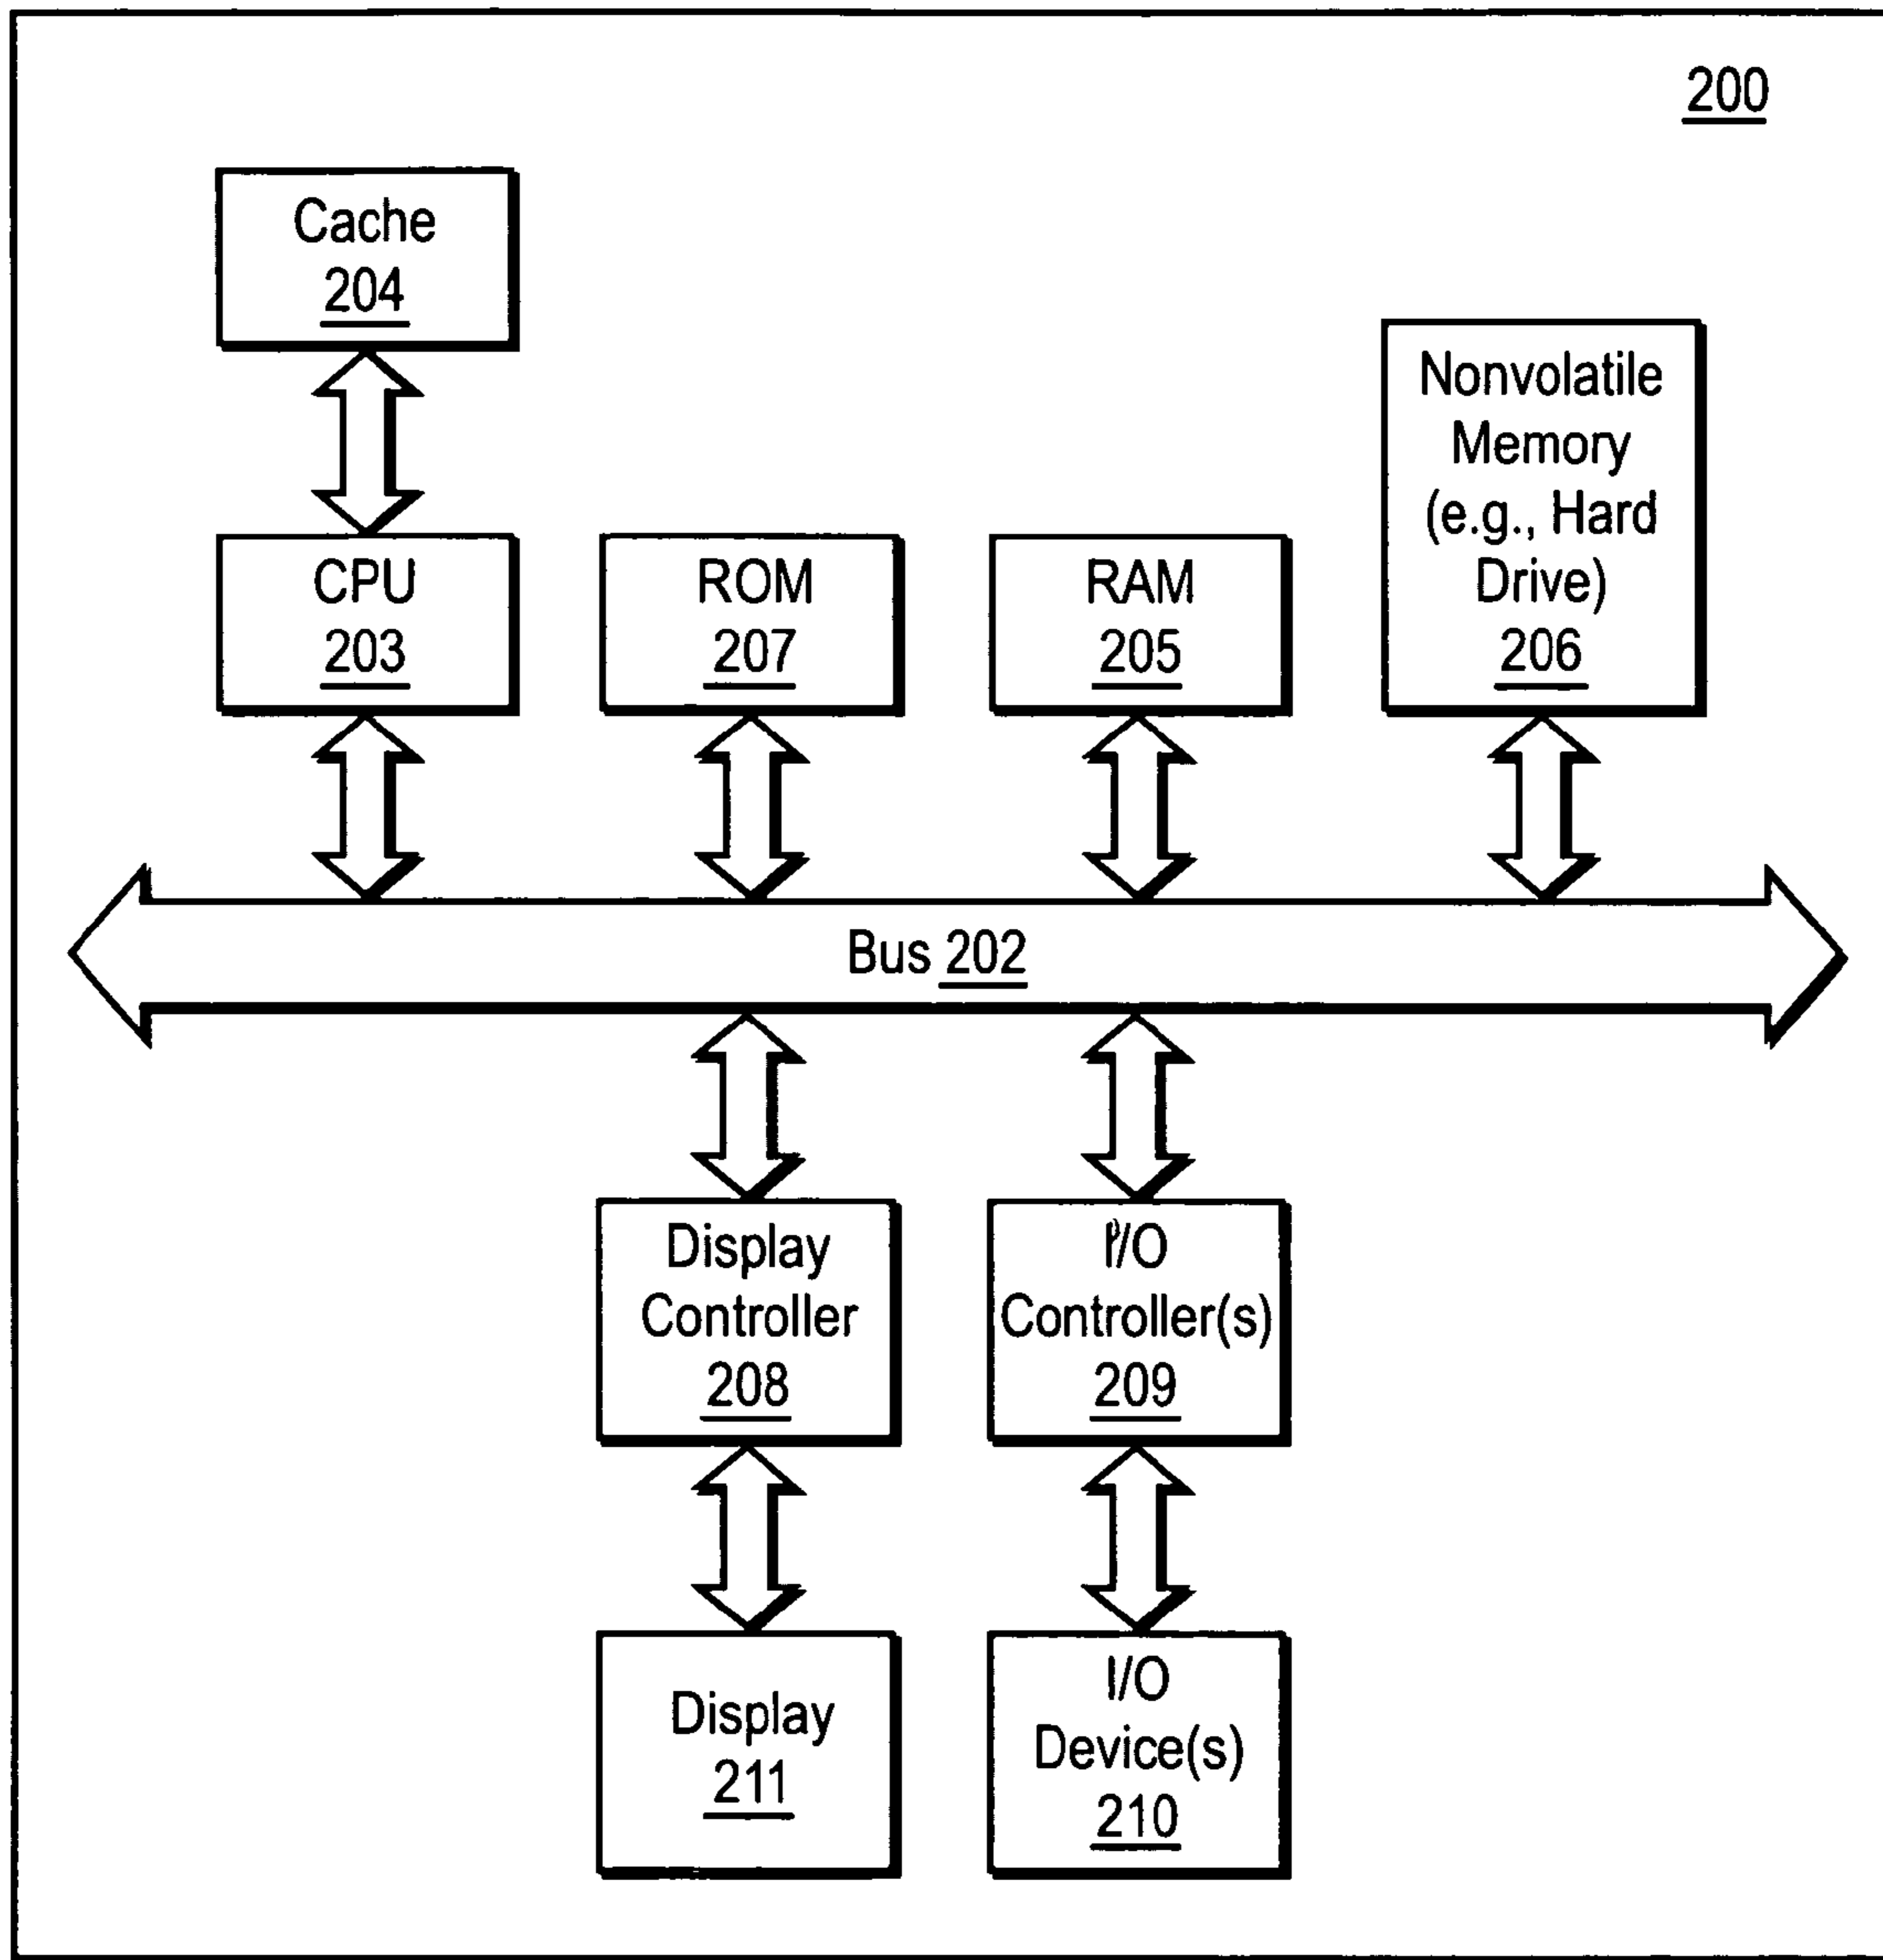 200
Cache
204
Nonvolatile
Memory
(e.g., Hard
Drive)
206
CPU
203
ROM
207
RAM
205
Bus 202
Display
Controller
208
I/O
Controller(s)
209
Display
211
I/O
Device(s)
210